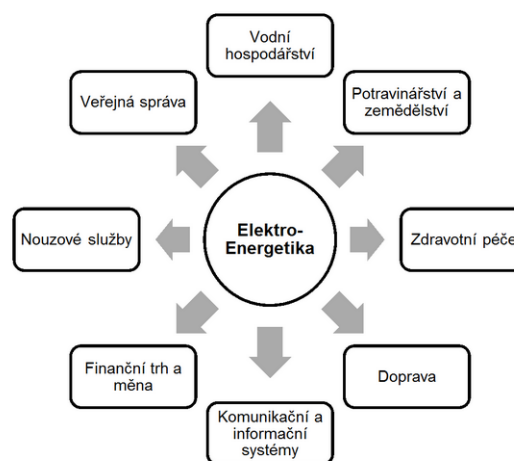 Vodní
hospodářství
Veřejná správa
Potravinářství a
zemědělství
Elektro-
Energetika
Nouzové služby
Zdravotní péče
Finanční trh a
měna
Doprava
Komunikační a
informační
systémy